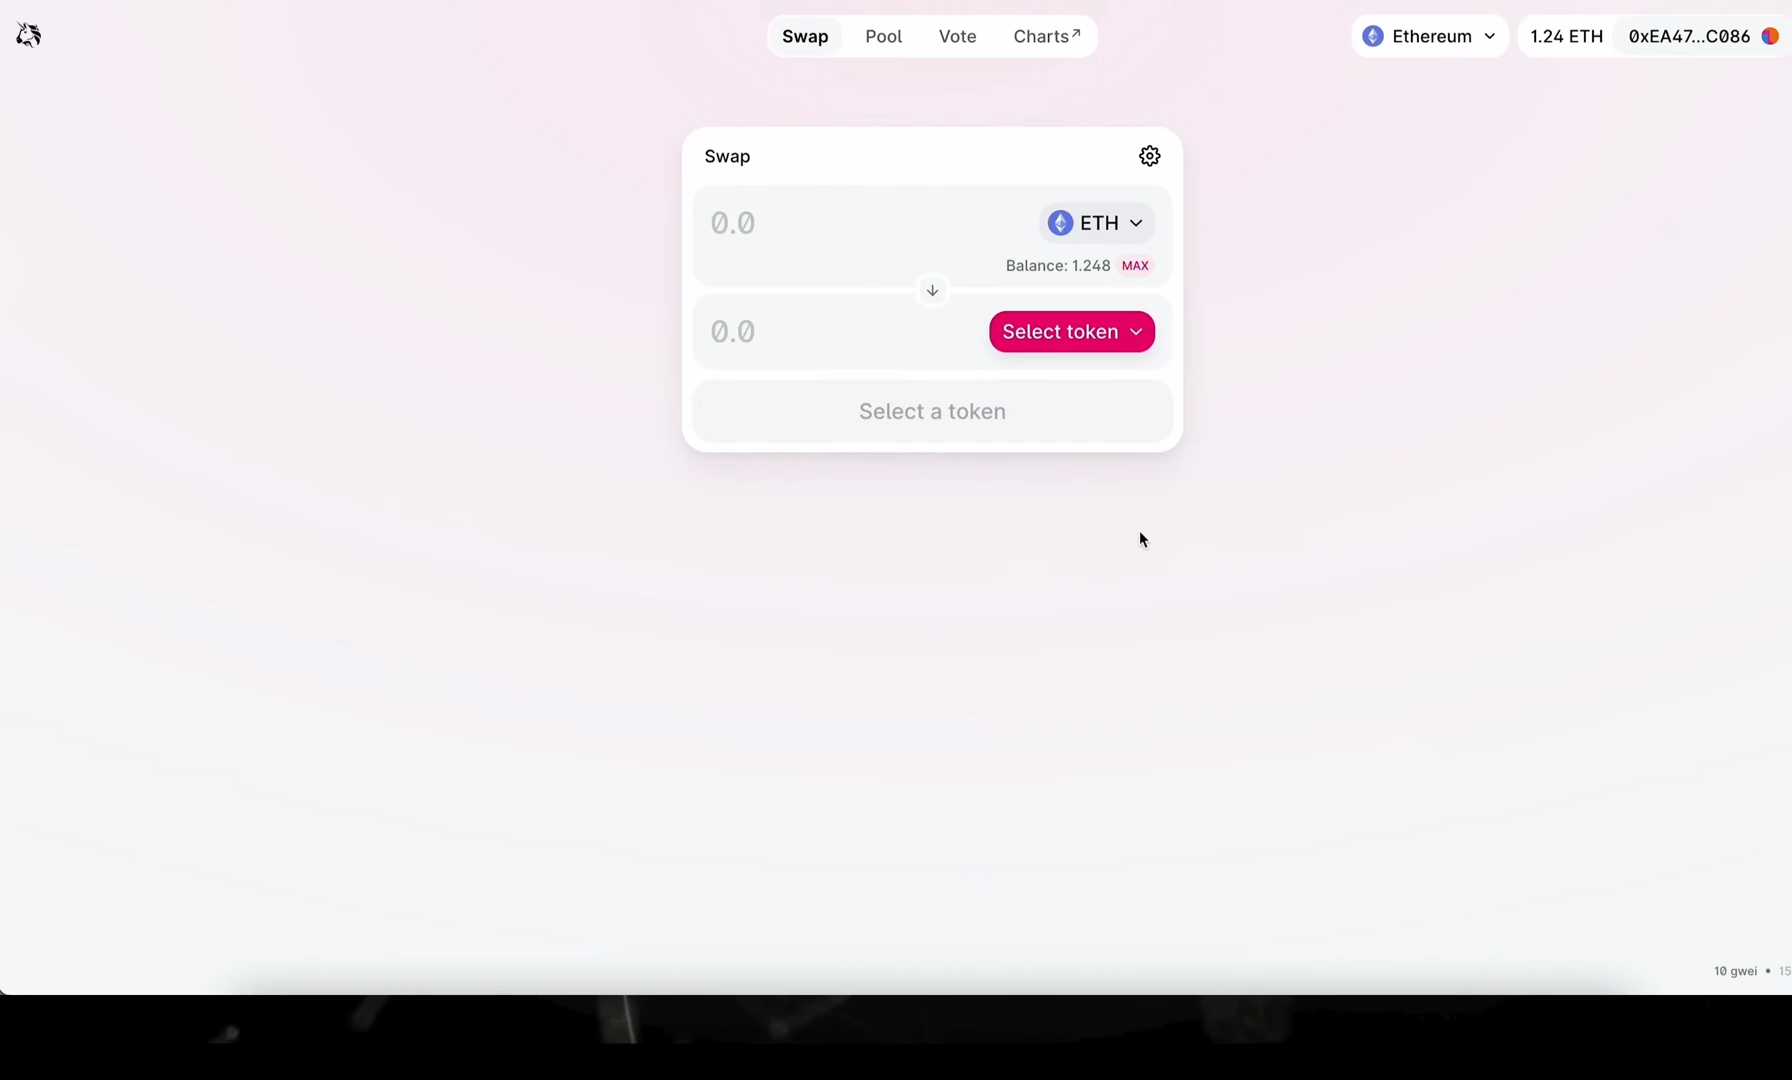 Swap Pool Vote Charts↗ Ethereum 1.24 ETH 0xEA47...C086
Swap
0.0 ETH
Balance: 1.248 MAX
0.0 Select token
Select a token
10 gwei • 15